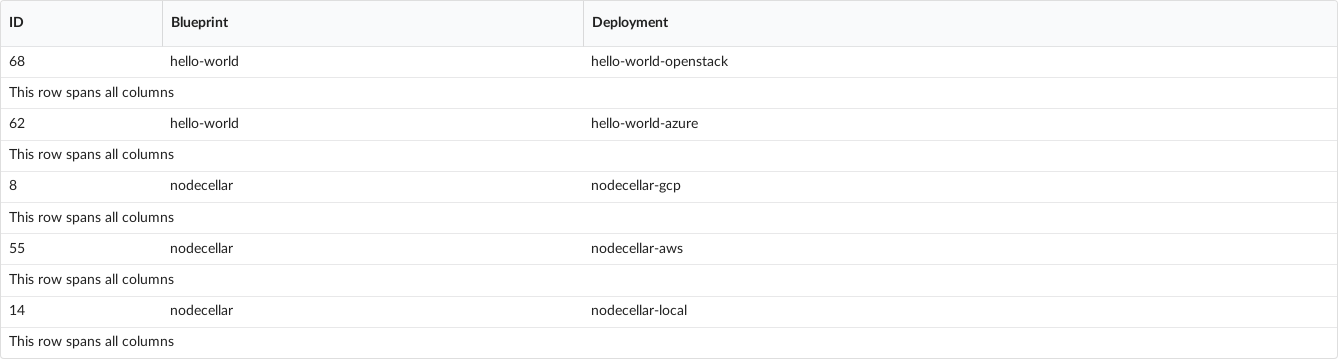 ID Blueprint Deployment
68 hello-world hello-world-openstack
This row spans all columns
62 hello-world hello-world-azure
This row spans all columns
8 nodecellar nodecellar-gcp
This row spans all columns
55 nodecellar nodecellar-aws
This row spans all columns
14 nodecellar nodecellar-local
This row spans all columns